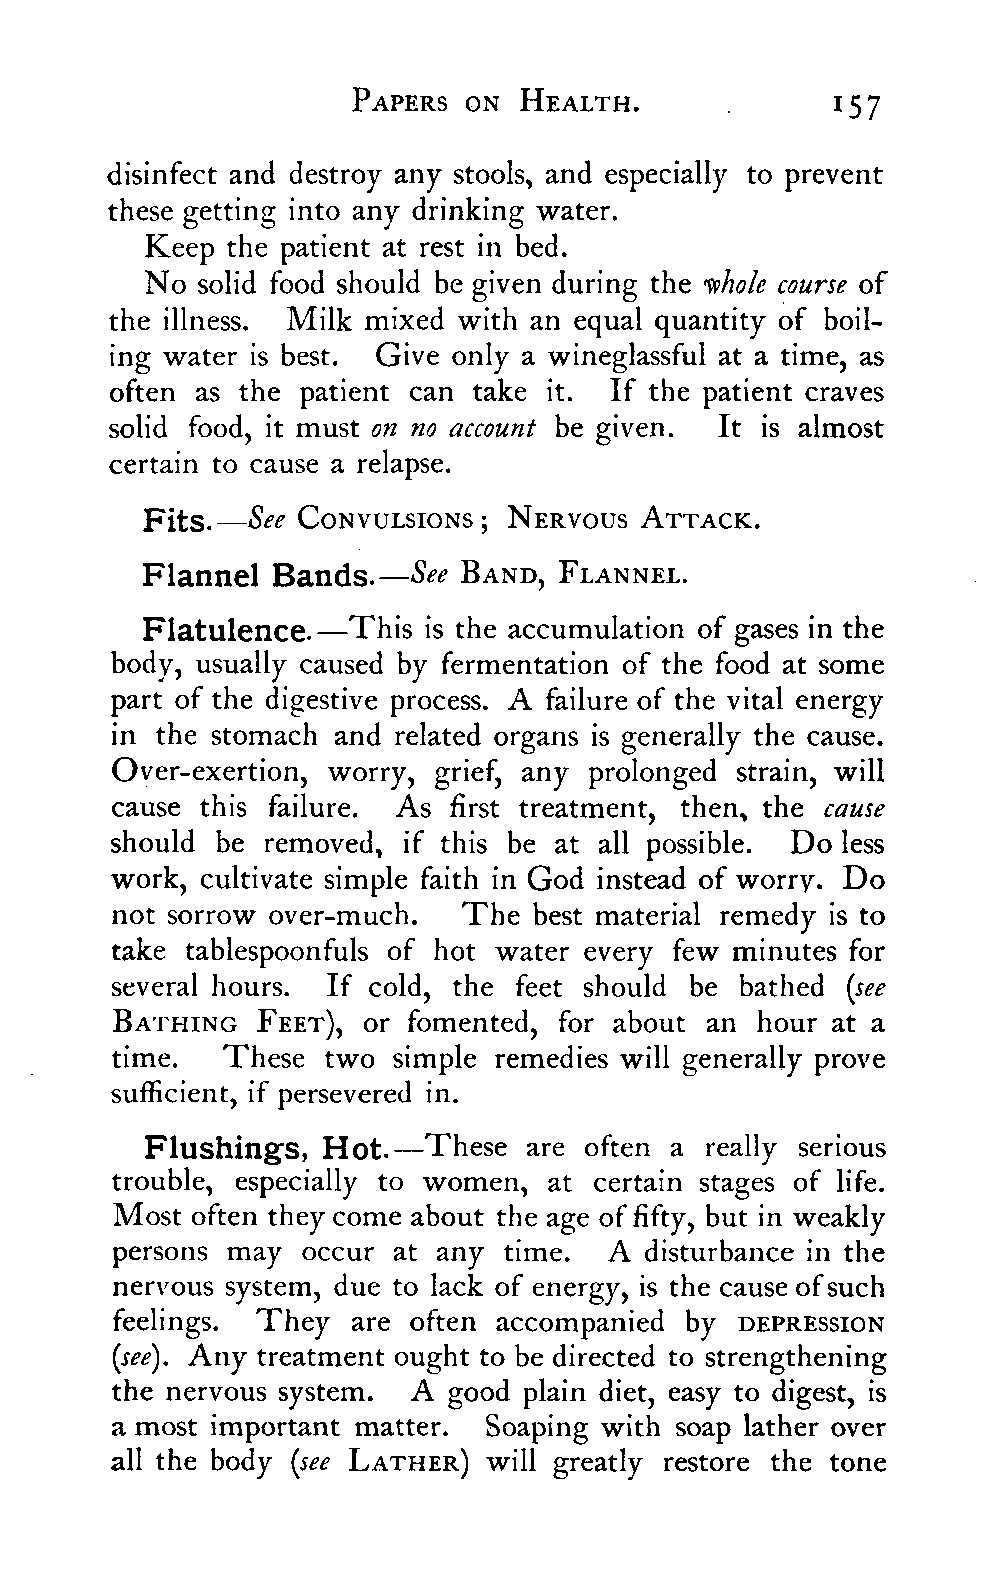 PAPERS ON HEALTH. 157
disinfect and destroy any stools, and especially to prevent
these getting into any drinking water.
Keep the patient at rest in bed.
No solid food should be given during the whole course of
the illness. Milk mixed with an equal quantity of boil-
ing water is best. Give only a wineglassful at a time, as
often as the patient can take it. If the patient craves
solid food, it must on no account be given. It is almost
certain to cause a relapse.
Fits.—See CONVULSIONS; NERVOUS ATTACK.
Flannel Bands.—See BAND, FLANNEL.
Flatulence.—This is the accumulation of gases in the
body, usually caused by fermentation of the food at some
part of the digestive process. A failure of the vital energy
in the stomach and related organs is generally the cause.
Over-exertion, worry, grief, any prolonged strain, will
cause this failure. As first treatment, then, the cause
should be removed, if this be at all possible. Do less
work, cultivate simple faith in God instead of worry. Do
not sorrow over-much. The best material remedy is to
take tablespoonfuls of hot water every few minutes for
several hours. If cold, the feet should be bathed (see
BATHING FEET), or fomented, for about an hour at a
time. These two simple remedies will generally prove
sufficient, if persevered in.
Flushings, Hot.—These are often a really serious
trouble, especially to women, at certain stages of life.
Most often they come about the age of fifty, but in weakly
persons may occur at any time. A disturbance in the
nervous system, due to lack of energy, is the cause of such
feelings. They are often accompanied by DEPRESSION
(see). Any treatment ought to be directed to strengthening
the nervous system. A good plain diet, easy to digest, is
a most important matter. Soaping with soap lather over
all the body (see LATHER) will greatly restore the tone